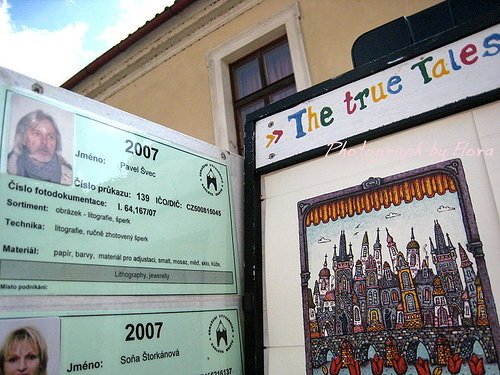 2007
Jméno: Pavel Švec
Číslo průkazu: 139 IČO/DIČ: CZ500815045
Číslo fotodokumentace: I. 64,167/07
Sortiment: obrázek - litografie, šperk
Technika: litografie, ručně zhotovený šperk
Materiál: papír, barvy, materiál pro adjustaci, smalt, mosaz, měď, sklo, kůže,
Lithography, jewerelly
Místo podnikání:
2007
Jméno: Soňa Štorkánová
The true Tales
Photograph by Elora